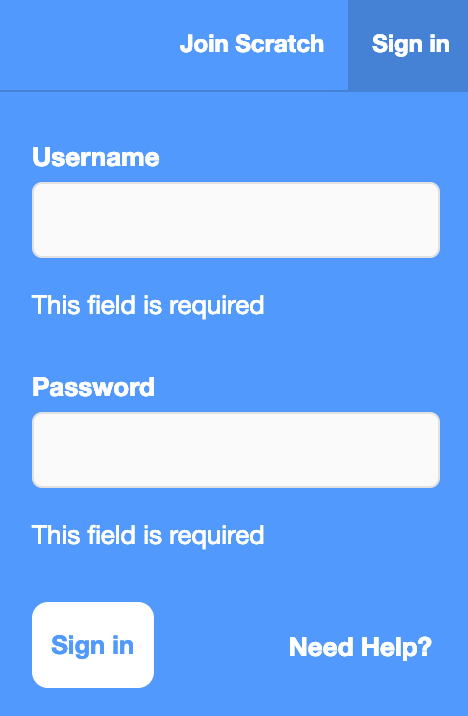 Join Scratch Sign in
Username
This field is required
Password
This field is required
Sign in Need Help?